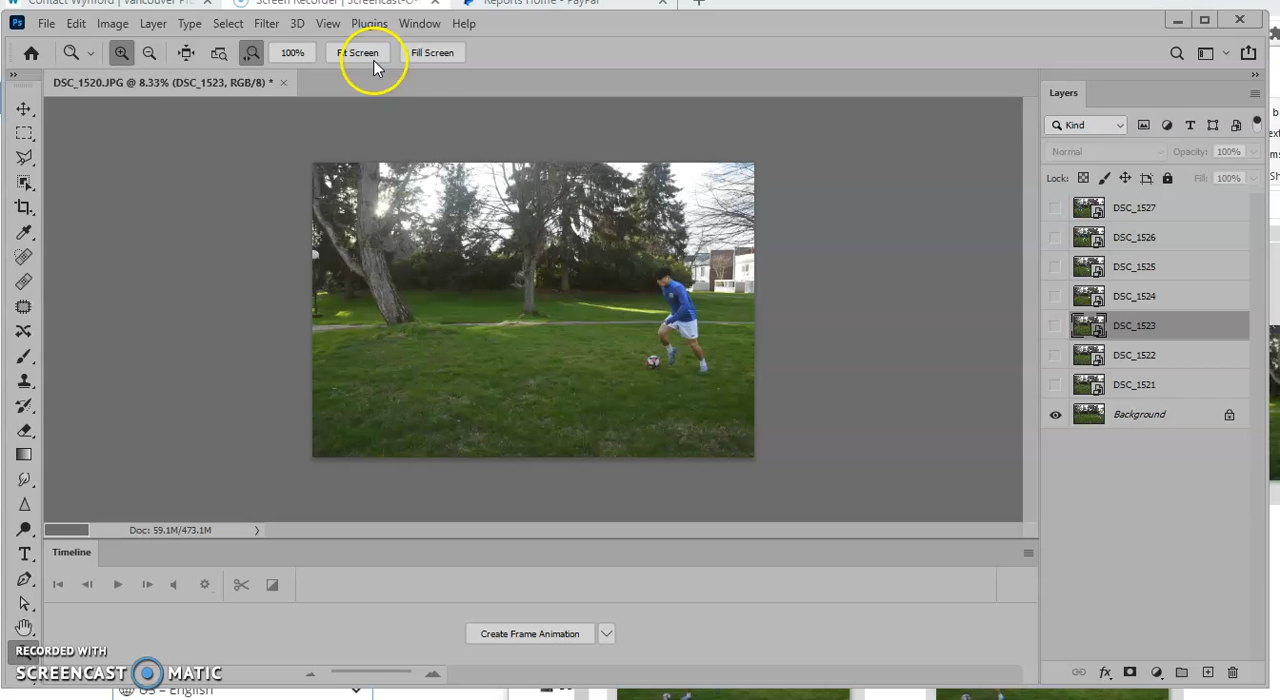 Contact Wynford | Vancouver Pr
Screen Recorder | Screencast-O-
Reports Home - PayPal
Ps File Edit Image Layer Type Select Filter 3D View Plugins Window Help
100% Fit Screen Fill Screen
DSC_1520.JPG @ 8.33% (DSC_1523, RGB/8) *
Layers
Kind
Normal Opacity: 100%
Lock: Fill: 100%
DSC_1527
DSC_1526
DSC_1525
DSC_1524
DSC_1523
DSC_1522
DSC_1521
Background
Doc: 59.1M/473.1M
Timeline
Create Frame Animation
RECORDED WITH
SCREENCAST MATIC
US – English